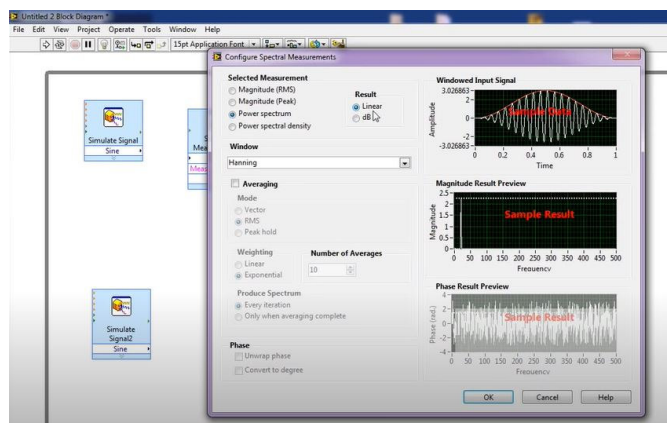 Untitled 2 Block Diagram *
File Edit View Project Operate Tools Window Help
15pt Application Font
Simulate Signal
Sine
Simulate
Signal2
Sine
Configure Spectral Measurements
Selected Measurement
Magnitude (RMS)
Magnitude (Peak)
Power spectrum
Power spectral density
Result
Linear
dB
Window
Hanning
Averaging
Mode
Vector
RMS
Peak hold
Weighting
Linear
Exponential
Number of Averages
10
Produce Spectrum
Every iteration
Only when averaging complete
Phase
Unwrap phase
Convert to degree
Windowed Input Signal
Amplitude
3.026863
2
0
-2
-3.026863
Sample Data
0 0.2 0.4 0.6 0.8 1
Time
Magnitude Result Preview
Magnitude
2.5
2
1.5
1
0.5
0
Sample Result
0 50 100 150 200 250 300 350 400 450 500
Frequency
Phase Result Preview
Phase (rad.)
4
2
0
-2
-4
Sample Result
0 50 100 150 200 250 300 350 400 450 500
Frequency
OK Cancel Help